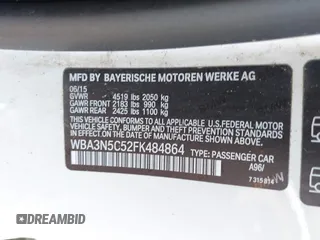 MFD BY BAYERISCHE MOTOREN WERKE AG
06/15
GVWR 4519 lbs 2050 kg
GAWR FRONT 2183 lbs 990 kg
GAWR REAR 2425 lbs 1100 kg
THIS VEHICLE CONFORMS TO ALL APPLICABLE
FEDERAL MOTOR VEHICLE SAFETY, BUMPER, AND
THEFT PREVENTION STANDARDS IN EFFECT ON
THE DATE OF MANUFACTURE SHOWN ABOVE.
WBA3N5C52FK484864 TYPE: PASSENGER CAR
A96/
7315814
DREAMBID